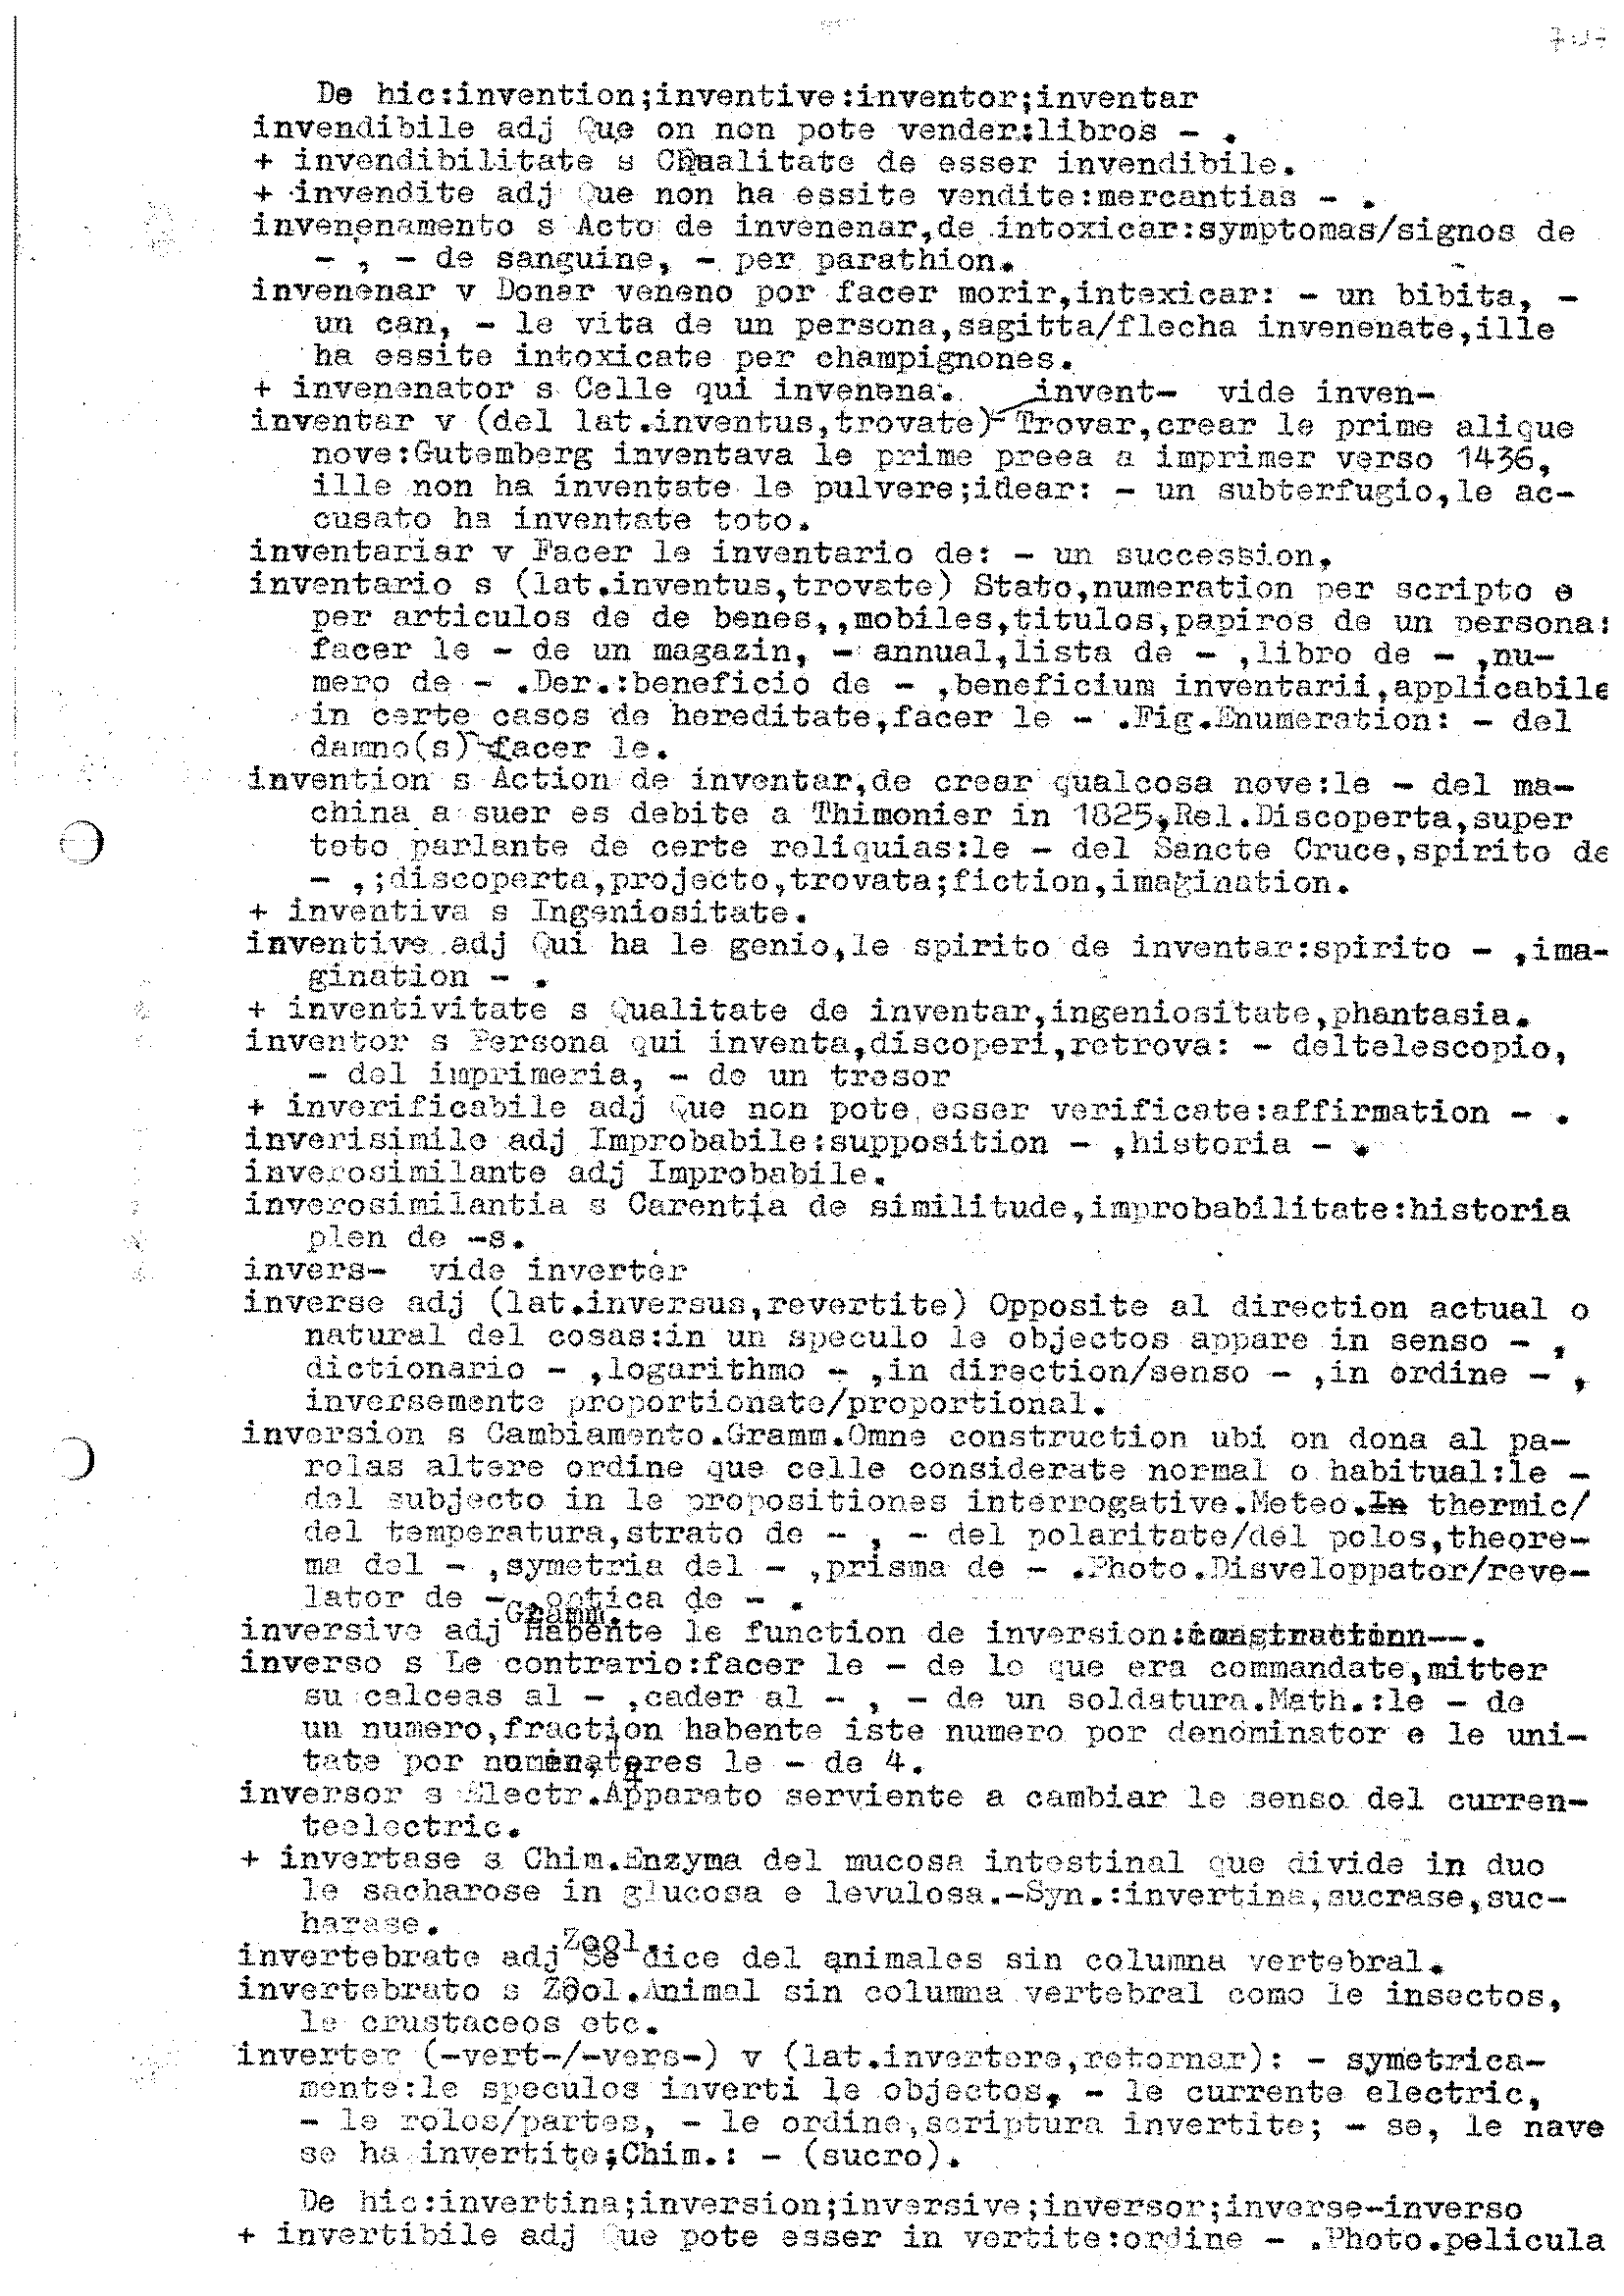 De hic:invention;inventive:inventor;inventar
invendibile adj Que on non pote vender:libros - .
+ invendibilitate s Qualitate de esser invendibile.
+ invendite adj Que non ha essite vendite:mercantias - .
invenenamento s Acto de invenenar,de intoxicar:symptomas/signos de
- , - de sanguine, - per parathion.
invenenar v Donar veneno por facer morir,intexicar: - un bibita, -
un can, - le vita de un persona,sagitta/flecha invenenate,ille
ha essite intoxicate per champignones.
+ invenenator s Celle qui invenena. invent- vide inven-
inventar v (del lat.inventus,trovate) Trovar,crear le prime alique
nove:Gutemberg inventava le prime preea a imprimer verso 1436,
ille non ha inventate le pulvere;idear: - un subterfugio,le ac-
cusato ha inventate toto.
inventariar v Facer le inventario de: - un succession,
inventario s (lat.inventus,trovate) Stato,numeration per scripto e
per articulos de de benes,,mobiles,titulos,papiros de un persona:
facer le - de un magazin, - annual,lista de - ,libro de - ,nu-
mero de - .Der.:beneficio de - ,beneficium inventarii,applicabile
in certe casos de hereditate,facer le - .Fig.Enumeration: - del
damno(s) facer le.
invention s Action de inventar,de crear qualcosa nove:le - del ma-
china a suer es debite a Thimonier in 1825,Rel.Discoperta,super
toto parlante de certe reliquias:le - del Sancte Cruce,spirito de
- ,;discoperta,projecto,trovata;fiction,imagination.
+ inventiva s Ingeniositate.
inventive adj Qui ha le genio,le spirito de inventar:spirito - ,ima-
gination - .
+ inventivitate s Qualitate de inventar,ingeniositate,phantasia.
inventor s Persona qui inventa,discoperi,retrova: - deltelescopio,
- del imprimeria, - de un tresor
+ inverificabile adj Que non pote esser verificate:affirmation - .
inverisimile adj Improbabile:supposition - ,historia - .
inverosimilante adj Improbabile.
inverosimilantia s Carentia de similitude,improbabilitate:historia
plen de -s.
invers- vide inverter
inverse adj (lat.inversus,revertite) Opposite al direction actual o
natural del cosas:in un speculo le objectos appare in senso - ,
dictionario - ,logarithmo - ,in direction/senso - ,in ordine - ,
inversemente proportionate/proportional.
inversion s Cambiamento.Gramm.Omne construction ubi on dona al pa-
rolas altere ordine que celle considerate normal o habitual:le -
del subjecto in le propositiones interrogative.Meteo. thermic/
del temperatura,strato de - , - del polaritate/del polos,theore-
ma del - ,symetria del - ,prisma de - .Photo.Disveloppator/reve-
lator de - ,optica de - .
inversive adj Gramm. Habente le function de inversion: --.
inverso s Le contrario:facer le - de lo que era commandate,mitter
su calceas al - ,cader al - , - de un soldatura.Math.:le - de
un numero,fraction habente iste numero por denominator e le uni-
tate por le - de 4.
inversor s Electr.Apparato serviente a cambiar le senso del curren-
teelectric.
+ invertase s Chim.Enzyma del mucosa intestinal que divide in duo
le sacharose in glucosa e levulosa.-Syn.:invertina,sucrase,suc-
harase.
invertebrate adj Zool. Se dice del animales sin columna vertebral.
invertebrato s Zool.Animal sin columna vertebral como le insectos,
le crustaceos etc.
inverter (-vert-/-vers-) v (lat.invertere,retornar): - symetrica-
mente:le speculos inverti le objectos, - le currente electric,
- le rolos/partes, - le ordine,scriptura invertite; - se, le nave
se ha invertite;Chim.: - (sucro).
De hic:invertina;inversion;inversive;inversor;inverse-inverso
+ invertibile adj Que pote esser in vertite:ordine - .Photo.pelicula